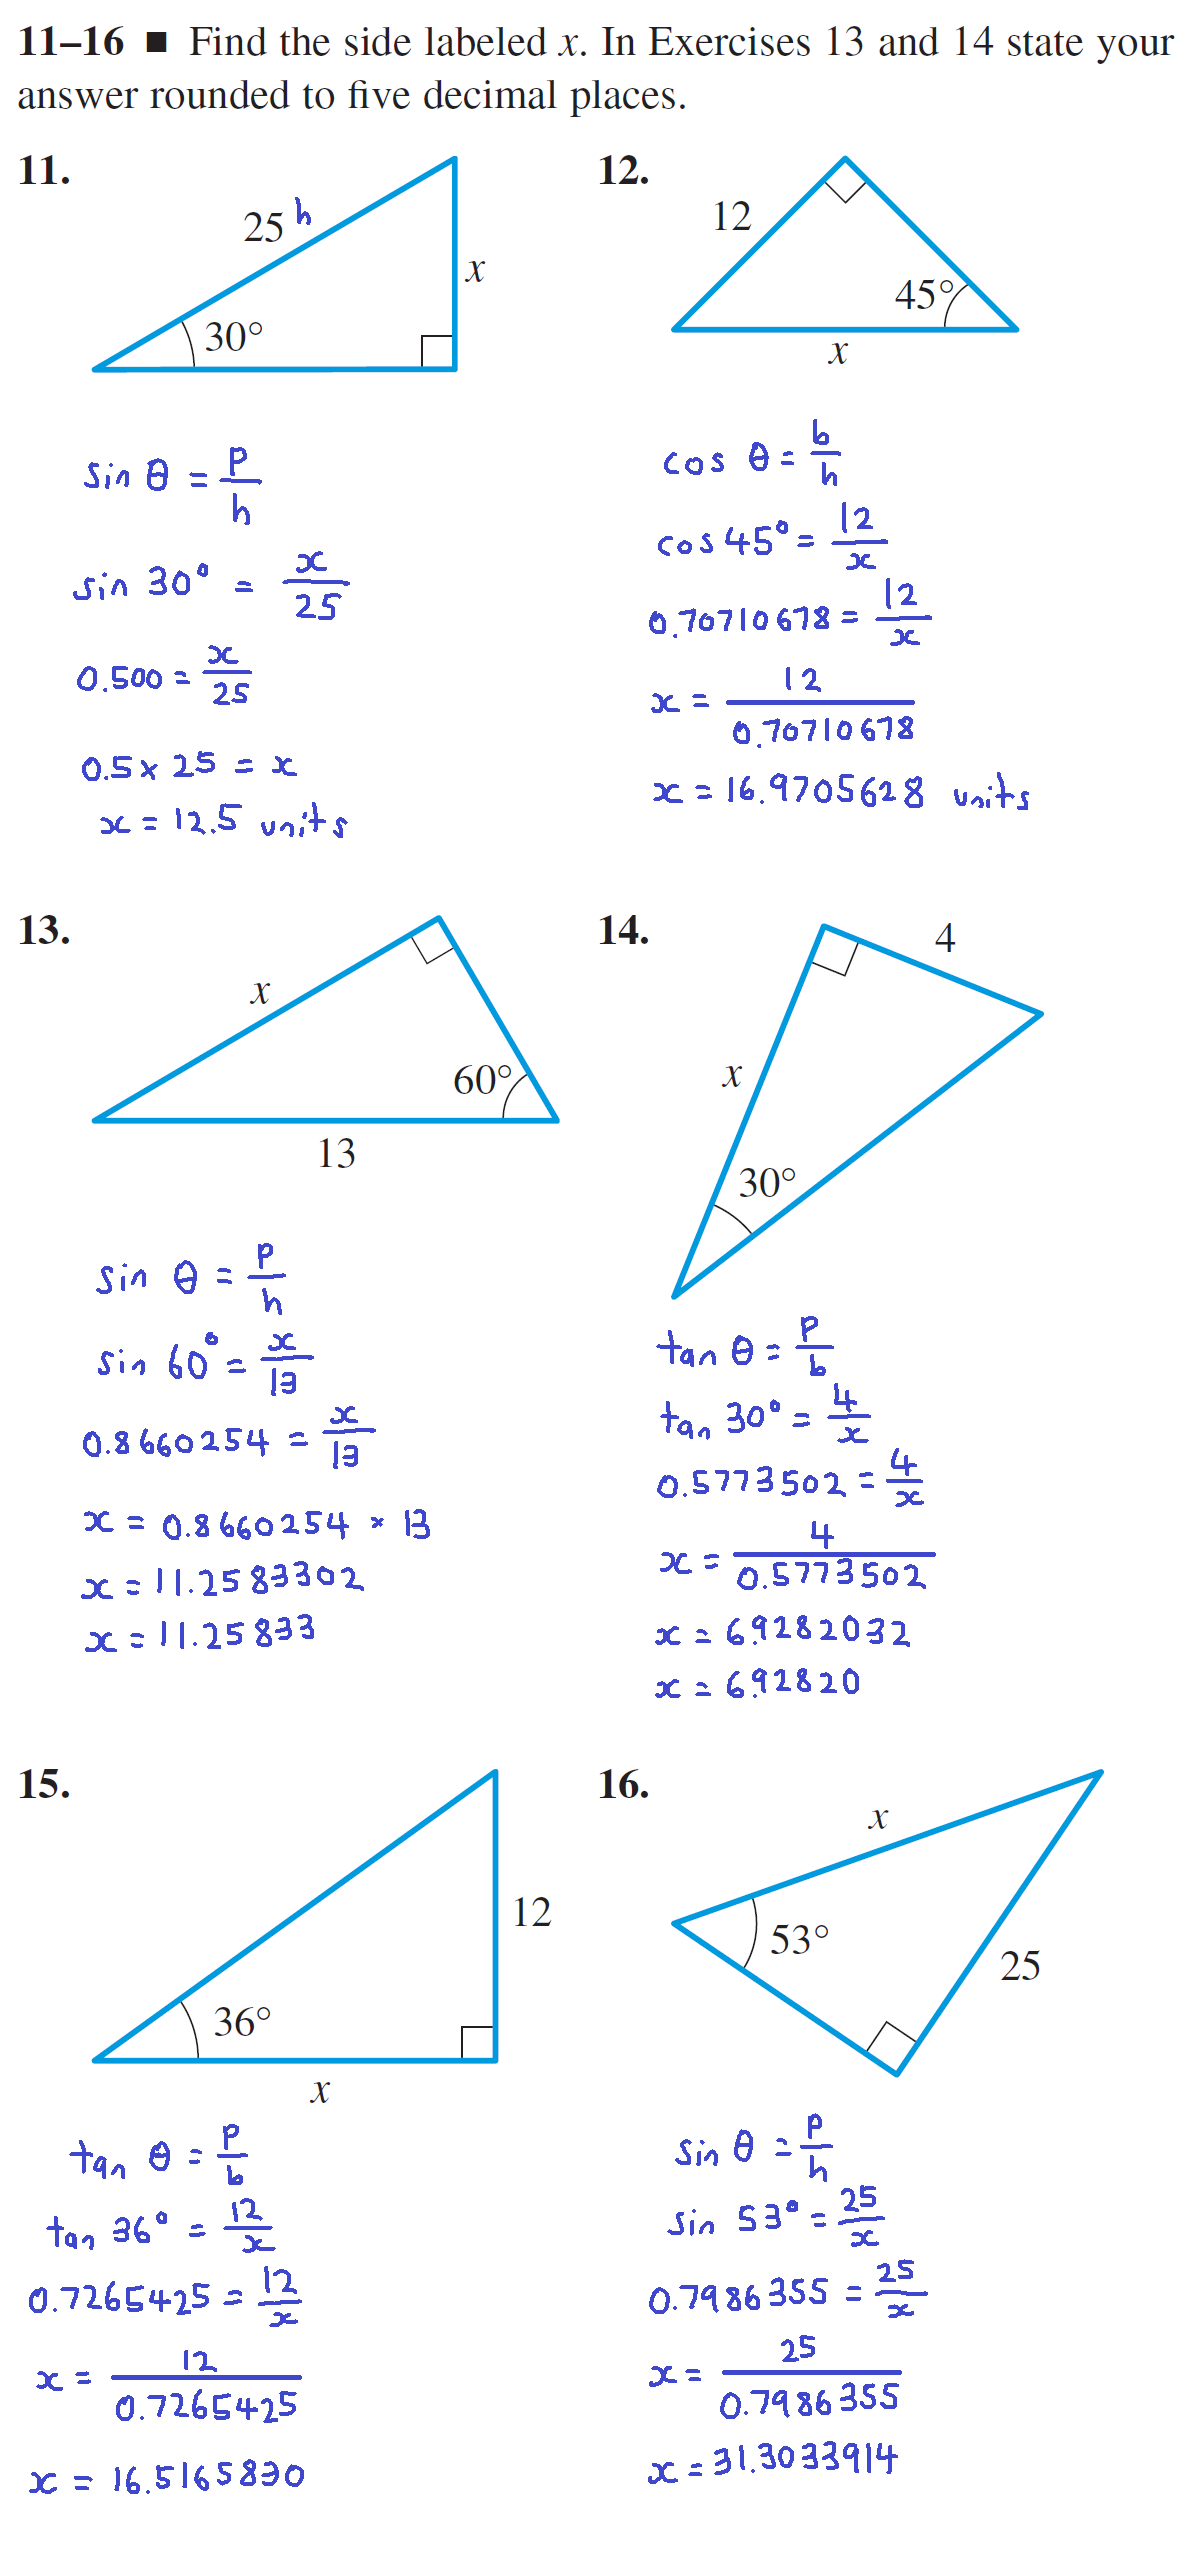 11–16 ■ Find the side labeled x. In Exercises 13 and 14 state your
answer rounded to five decimal places.
11.
25 h
x
30°
sin θ = p/h
sin 30° = x/25
0.500 = x/25
0.5 × 25 = x
x = 12.5 units
12.
12
45°
x
cos θ = b/h
cos 45° = 12/x
0.70710678 = 12/x
x = 12/0.70710678
x = 16.9705628 units
13.
x
60°
13
sin θ = p/h
sin 60° = x/13
0.8660254 = x/13
x = 0.8660254 × 13
x = 11.2583302
x = 11.25833
14.
4
x
30°
tan θ = p/b
tan 30° = 4/x
0.5773502 = 4/x
x = 4/0.5773502
x = 6.9282032
x = 6.92820
15.
12
36°
x
tan θ = p/b
tan 36° = 12/x
0.7265425 = 12/x
x = 12/0.7265425
x = 16.5165830
16.
x
53°
25
sin θ = p/h
sin 53° = 25/x
0.7986355 = 25/x
x = 25/0.7986355
x = 31.3033914